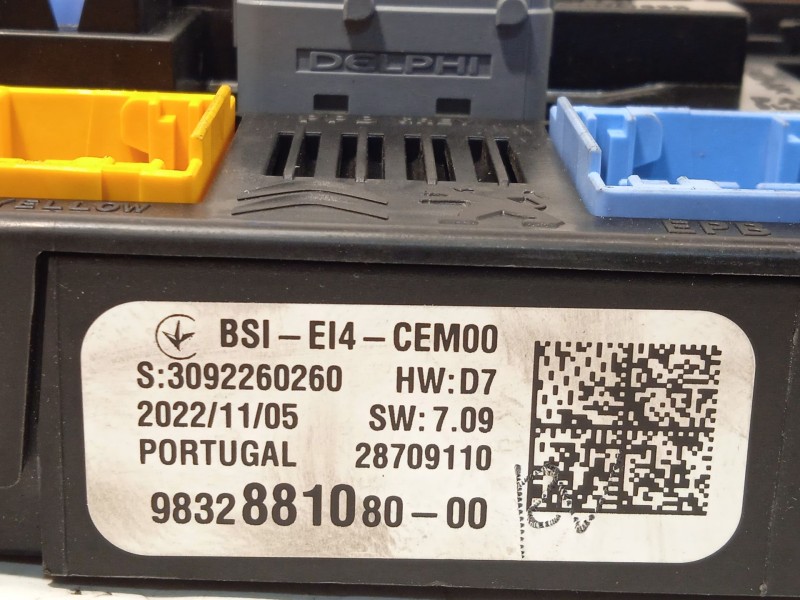 DELPHI
YELLOW
EPB
BSI-EI4-CEM00
S:3092260260 HW:D7
2022/11/05 SW:7.09
PORTUGAL 28709110
9832881080-00